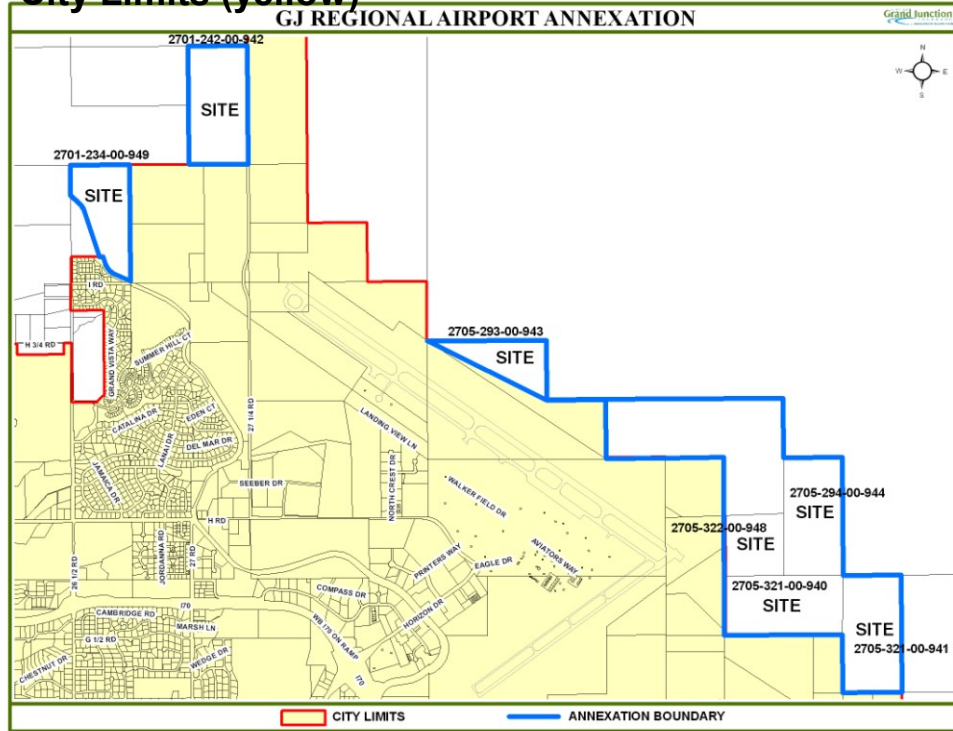 City Limits (yellow)
GJ REGIONAL AIRPORT ANNEXATION
Grand Junction
2701-242-00-942
N
W E
S
SITE
2701-234-00-949
SITE
I RD
2705-293-00-943
H 3/4 RD
SITE
GRAND VISTA WAY
SUMMER HILL CT
CATALINA DR
EDEN CT
27 1/4 RD
LANDING VIEW LN
LANAI DR
DEL MAR DR
JAMAICA DR
SEEBER DR
NORTH CREST DR
WALKER FIELD DR
2705-294-00-944
SITE
H RD
2705-322-00-948
SITE
JORDANNA RD
27 RD
PRINTERS WAY
EAGLE DR
AVIATORS WAY
26 1/2 RD
2705-321-00-940
SITE
COMPASS DR
I70
HORIZON DR
CAMBRIDGE RD
MARSH LN
WB I70 ON RAMP
SITE
G 1/2 RD
2705-321-00-941
WEDGE DR
F CHESTNUT DR
I70
CITY LIMITS
ANNEXATION BOUNDARY